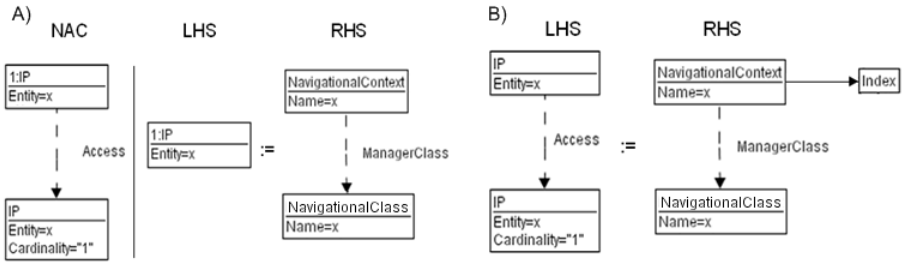 A)
NAC
LHS
RHS
1:IP
Entity=x
Access
IP
Entity=x
Cardinality="1"
1:IP
Entity=x
:=
NavigationalContext
Name=x
ManagerClass
NavigationalClass
Name=x
B)
LHS
RHS
IP
Entity=x
Access
IP
Entity=x
Cardinality="1"
:=
NavigationalContext
Name=x
Index
ManagerClass
NavigationalClass
Name=x